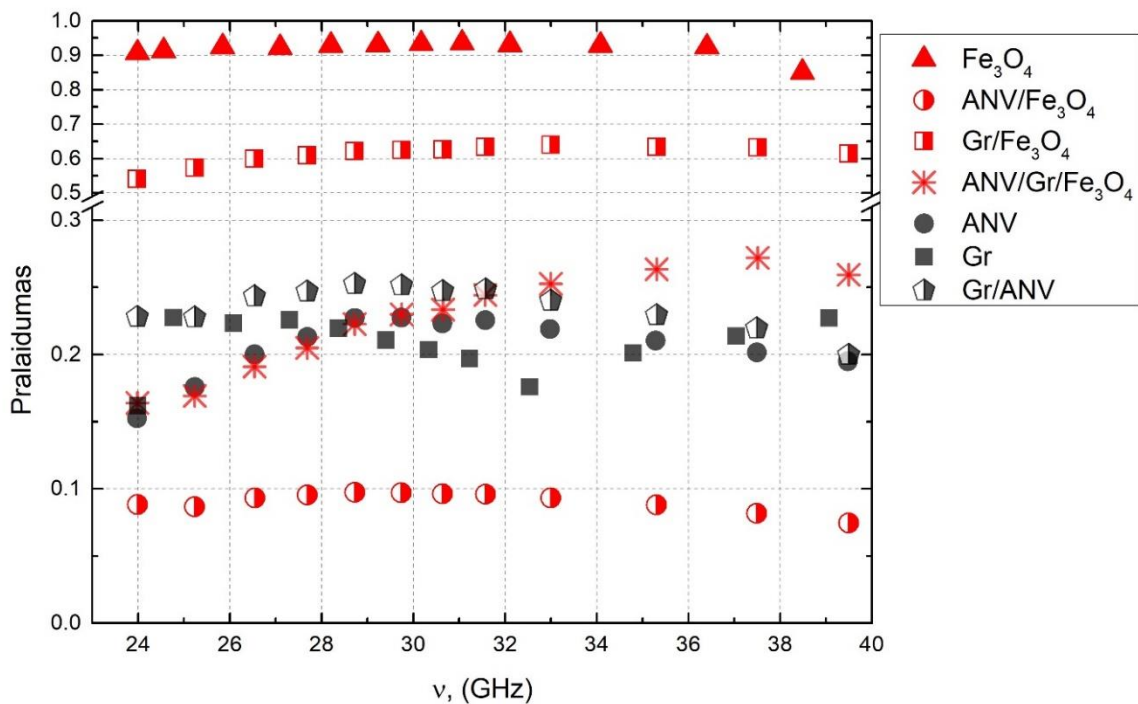 1.0
0.9
0.8
0.7
0.6
0.5
0.3
0.2
0.1
0.0
Pralaidumas
24 26 28 30 32 34 36 38 40
ν, (GHz)
Fe₃O₄
ANV/Fe₃O₄
Gr/Fe₃O₄
ANV/Gr/Fe₃O₄
ANV
Gr
Gr/ANV